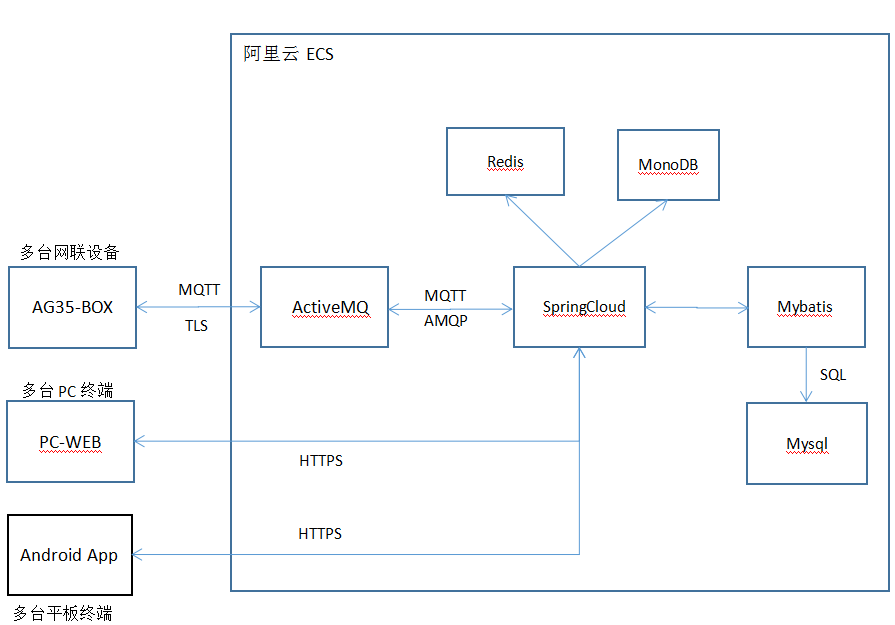 阿里云 ECS
Redis
MonoDB
多台网联设备
AG35-BOX
MQTT
TLS
ActiveMQ
MQTT
AMQP
SpringCloud
Mybatis
SQL
Mysql
多台 PC 终端
PC-WEB
HTTPS
HTTPS
Android App
多台平板终端